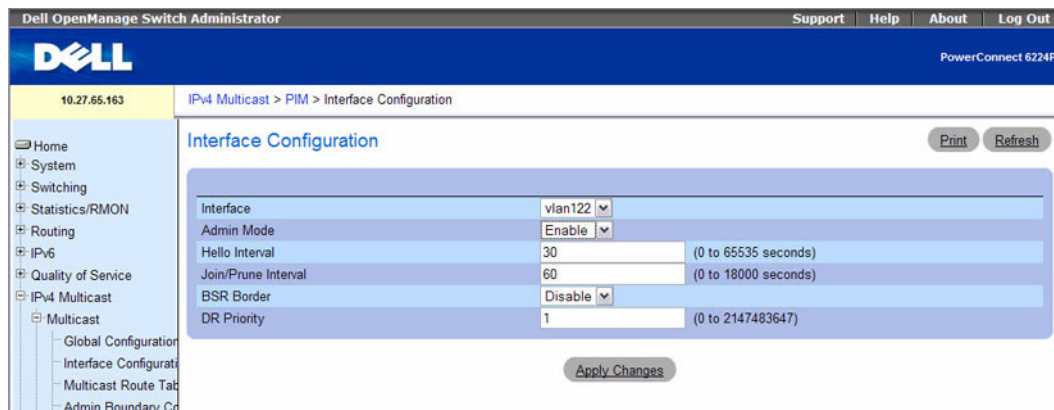 Dell OpenManage Switch Administrator Support Help About Log Out
DELL
PowerConnect 6224P
10.27.65.163 IPv4 Multicast > PIM > Interface Configuration
Interface Configuration Print Refresh
Home
System
Switching
Statistics/RMON
Routing
IPv6
Quality of Service
IPv4 Multicast
Multicast
Global Configuration
Interface Configurati
Multicast Route Tab
Admin Boundary Co
Interface vlan122
Admin Mode Enable
Hello Interval 30 (0 to 65535 seconds)
Join/Prune Interval 60 (0 to 18000 seconds)
BSR Border Disable
DR Priority 1 (0 to 2147483647)
Apply Changes